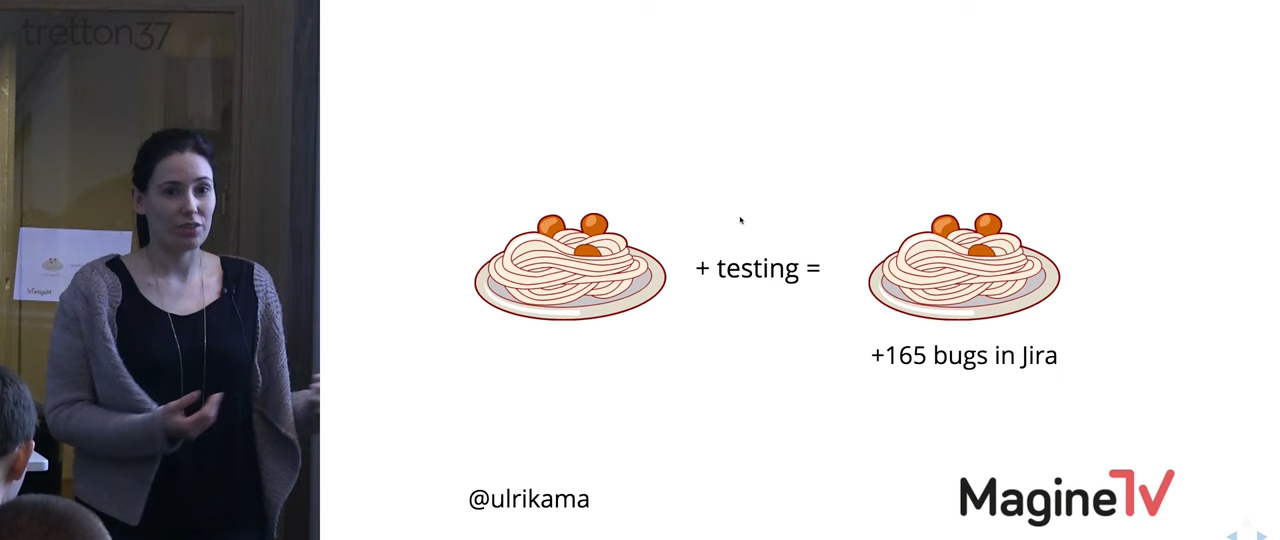 tretton37
+ testing =
+165 bugs in Jira
@ulrikama
MagineTV